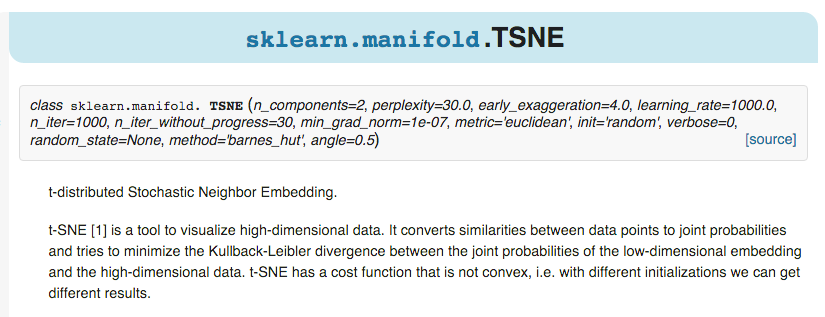 sklearn.manifold.TSNE
class sklearn.manifold. TSNE (n_components=2, perplexity=30.0, early_exaggeration=4.0, learning_rate=1000.0,
n_iter=1000, n_iter_without_progress=30, min_grad_norm=1e-07, metric='euclidean', init='random', verbose=0,
random_state=None, method='barnes_hut', angle=0.5) [source]
t-distributed Stochastic Neighbor Embedding.
t-SNE [1] is a tool to visualize high-dimensional data. It converts similarities between data points to joint probabilities
and tries to minimize the Kullback-Leibler divergence between the joint probabilities of the low-dimensional embedding
and the high-dimensional data. t-SNE has a cost function that is not convex, i.e. with different initializations we can get
different results.